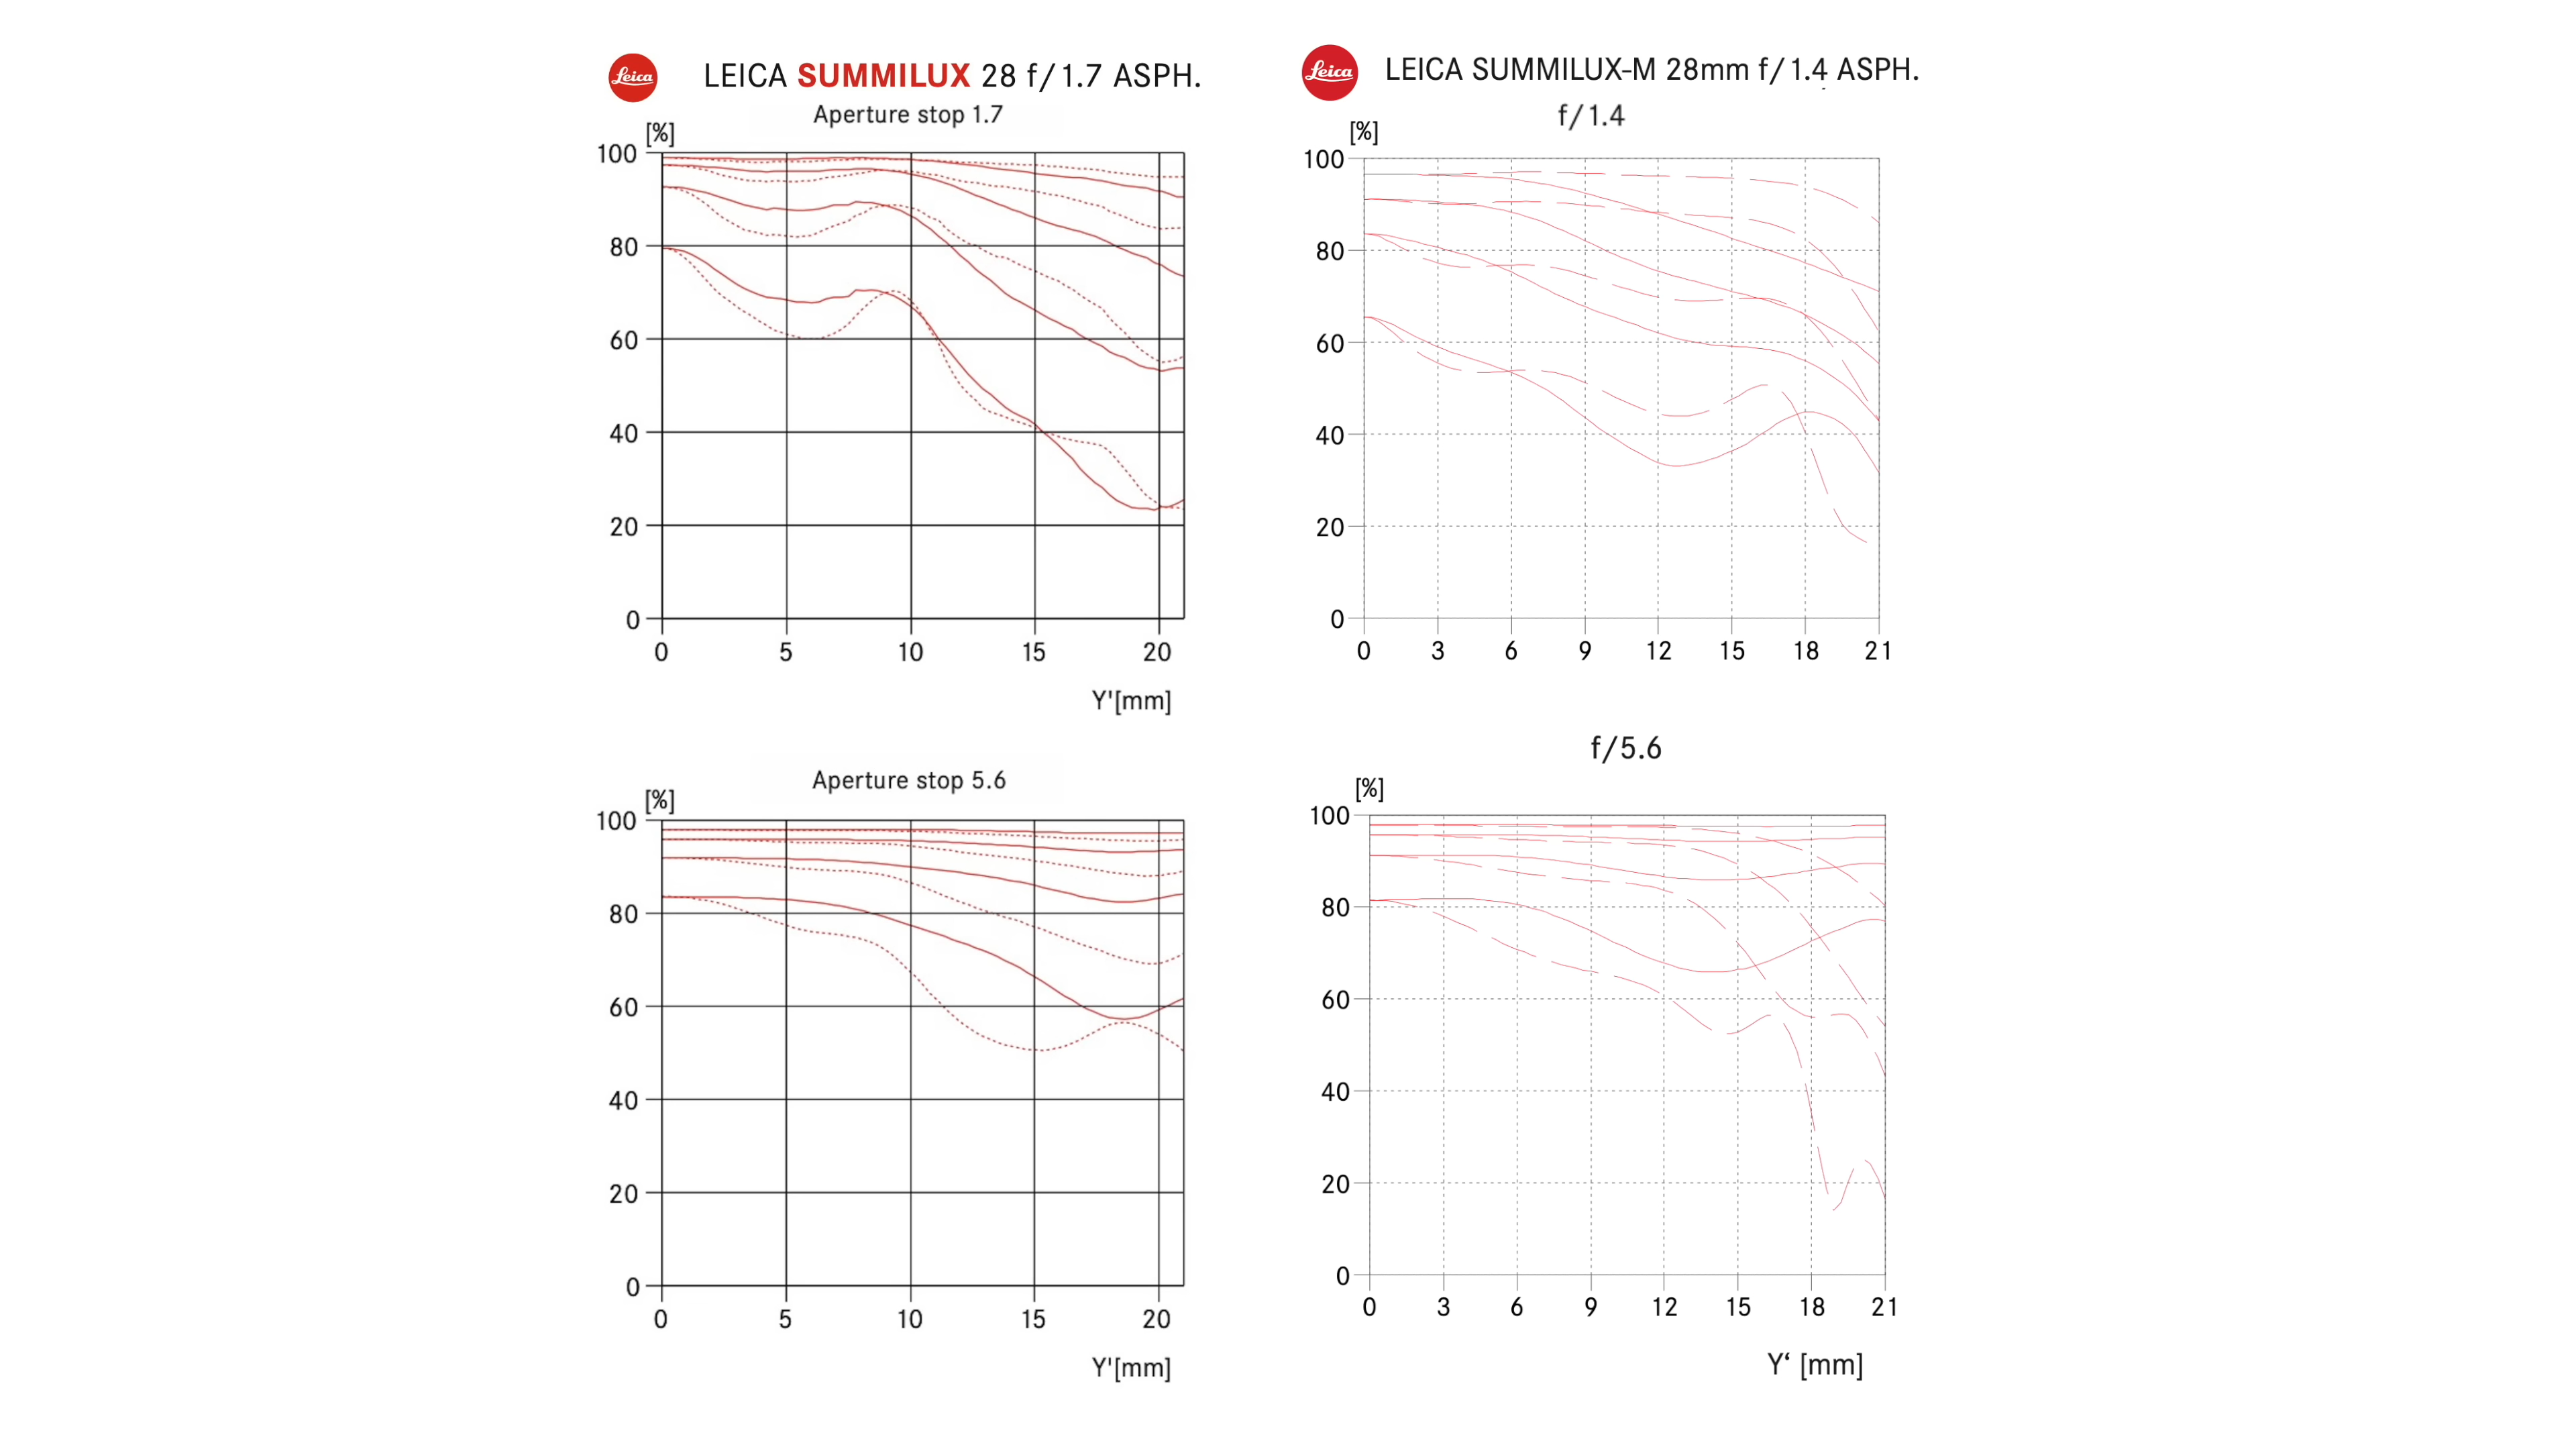 Leica LEICA SUMMILUX 28 f/1.7 ASPH.
Aperture stop 1.7
[%]
100
80
60
40
20
0
0 5 10 15 20
Y'[mm]
Aperture stop 5.6
[%]
100
80
60
40
20
0
0 5 10 15 20
Y'[mm]
Leica LEICA SUMMILUX-M 28mm f/1.4 ASPH.
f/1.4
[%]
100
80
60
40
20
0
0 3 6 9 12 15 18 21
f/5.6
[%]
100
80
60
40
20
0
0 3 6 9 12 15 18 21
Y‘ [mm]